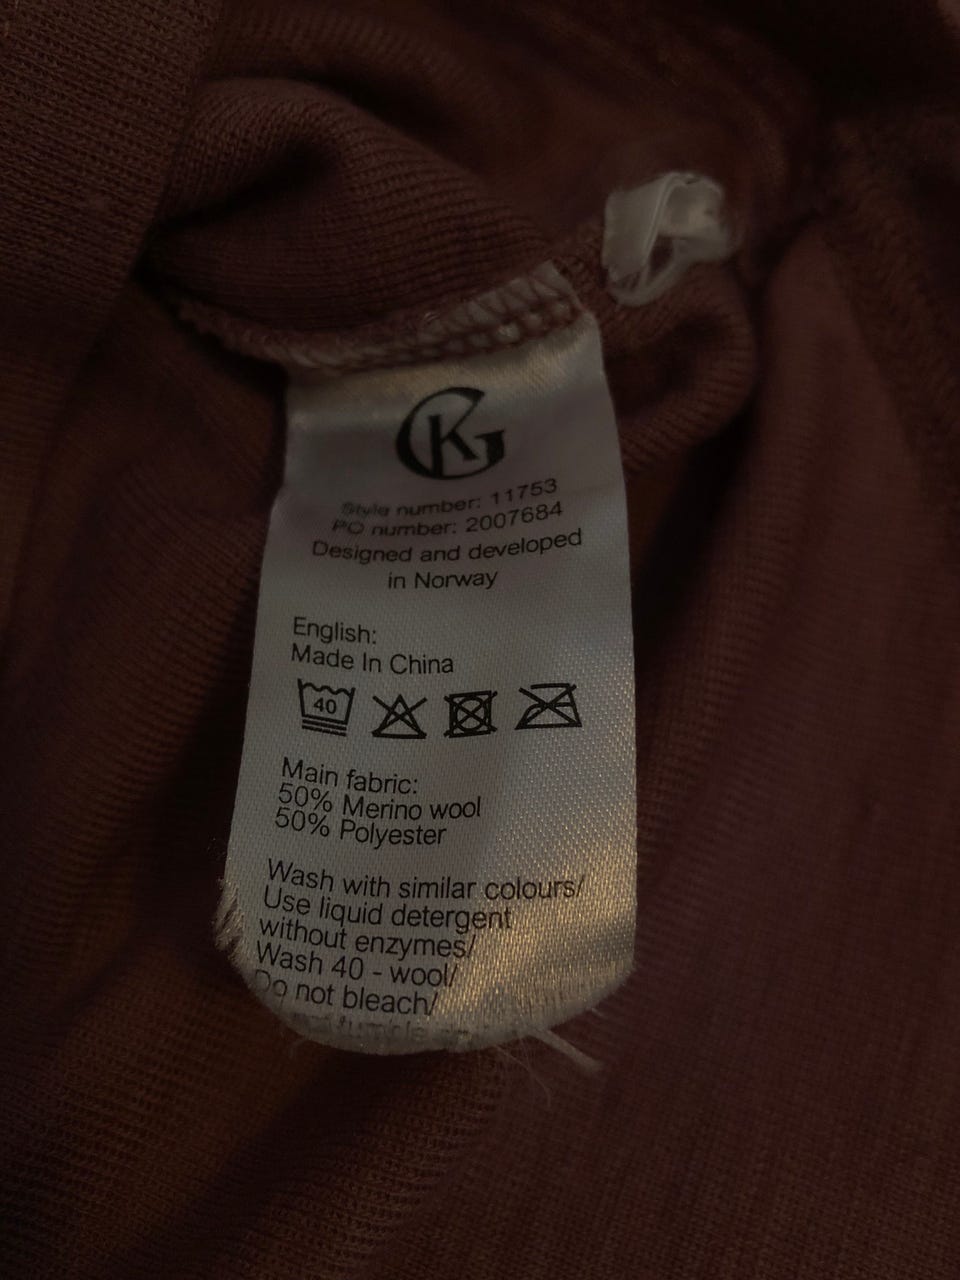 GK
Style number: 11753
PO number: 2007684
Designed and developed
in Norway
English:
Made In China
40
Main fabric:
50% Merino wool
50% Polyester
Wash with similar colours/
Use liquid detergent
without enzymes/
Wash 40 - wool/
Do not bleach/
not tumble